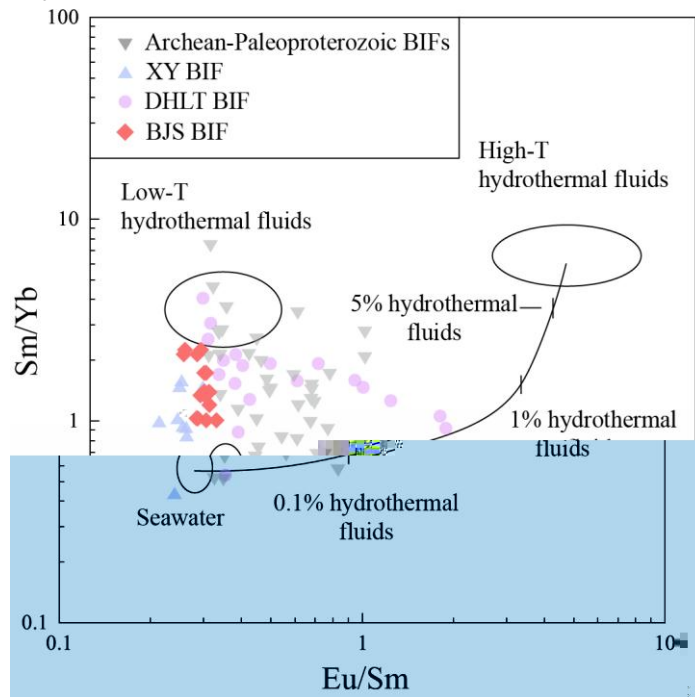 100
Archean-Paleoproterozoic BIFs
XY BIF
DHLT BIF
BJS BIF
High-T
hydrothermal fluids
Low-T
hydrothermal fluids
10
5% hydrothermal
fluids
Sm/Yb
1
1% hydrothermal
fluids
0.1% hydrothermal
fluids
Seawater
0.1
0.1
1
10
Eu/Sm